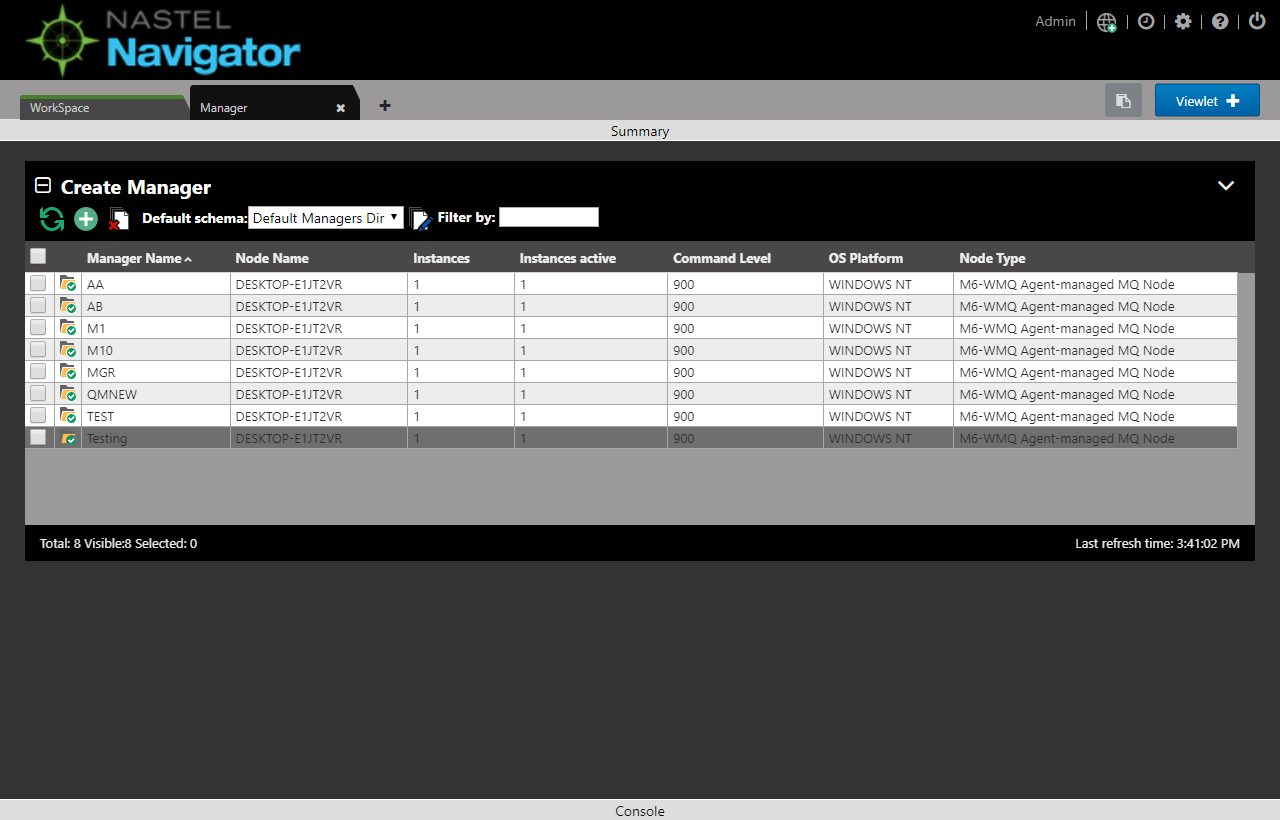 NASTEL
Navigator
Admin
WorkSpace
Manager
Viewlet
Summary
Create Manager
Default schema: Default Managers Dir Filter by:
Manager Name Node Name Instances Instances active Command Level OS Platform Node Type
AA DESKTOP-E1JT2VR 1 1 900 WINDOWS NT M6-WMQ Agent-managed MQ Node
AB DESKTOP-E1JT2VR 1 1 900 WINDOWS NT M6-WMQ Agent-managed MQ Node
M1 DESKTOP-E1JT2VR 1 1 900 WINDOWS NT M6-WMQ Agent-managed MQ Node
M10 DESKTOP-E1JT2VR 1 1 900 WINDOWS NT M6-WMQ Agent-managed MQ Node
MGR DESKTOP-E1JT2VR 1 1 900 WINDOWS NT M6-WMQ Agent-managed MQ Node
QMNEW DESKTOP-E1JT2VR 1 1 900 WINDOWS NT M6-WMQ Agent-managed MQ Node
TEST DESKTOP-E1JT2VR 1 1 900 WINDOWS NT M6-WMQ Agent-managed MQ Node
Testing DESKTOP-E1JT2VR 1 1 900 WINDOWS NT M6-WMQ Agent-managed MQ Node
Total: 8 Visible:8 Selected: 0 Last refresh time: 3:41:02 PM
Console